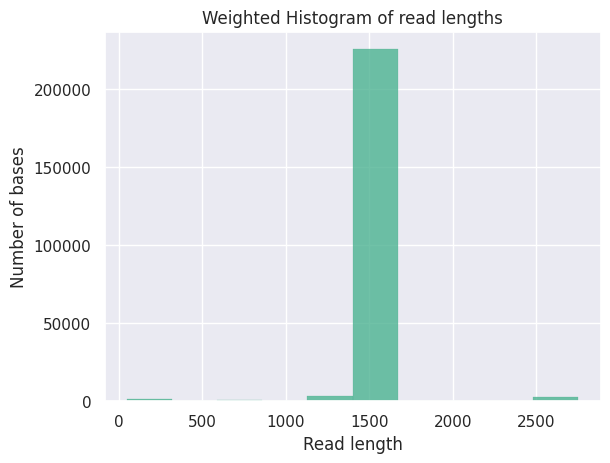 Weighted Histogram of read lengths
Number of bases
200000
150000
100000
50000
0
0 500 1000 1500 2000 2500
Read length